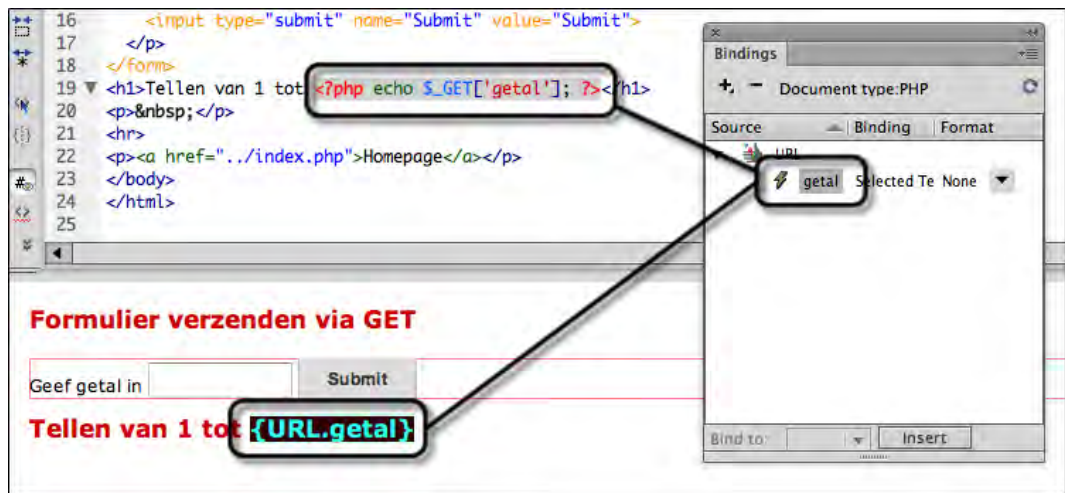 16 <input type="submit" name="Submit" value="Submit">
17 </p>
18 </form>
19 <h1>Tellen van 1 tot <?php echo $_GET['getal']; ?></h1>
20 <p>&nbsp;</p>
21 <hr>
22 <p><a href="../index.php">Homepage</a></p>
23 </body>
24 </html>
25
Bindings
Document type:PHP
Source Binding Format
URL
getal Selected Te None
Bind to: Insert
Formulier verzenden via GET
Geef getal in Submit
Tellen van 1 tot {URL.getal}